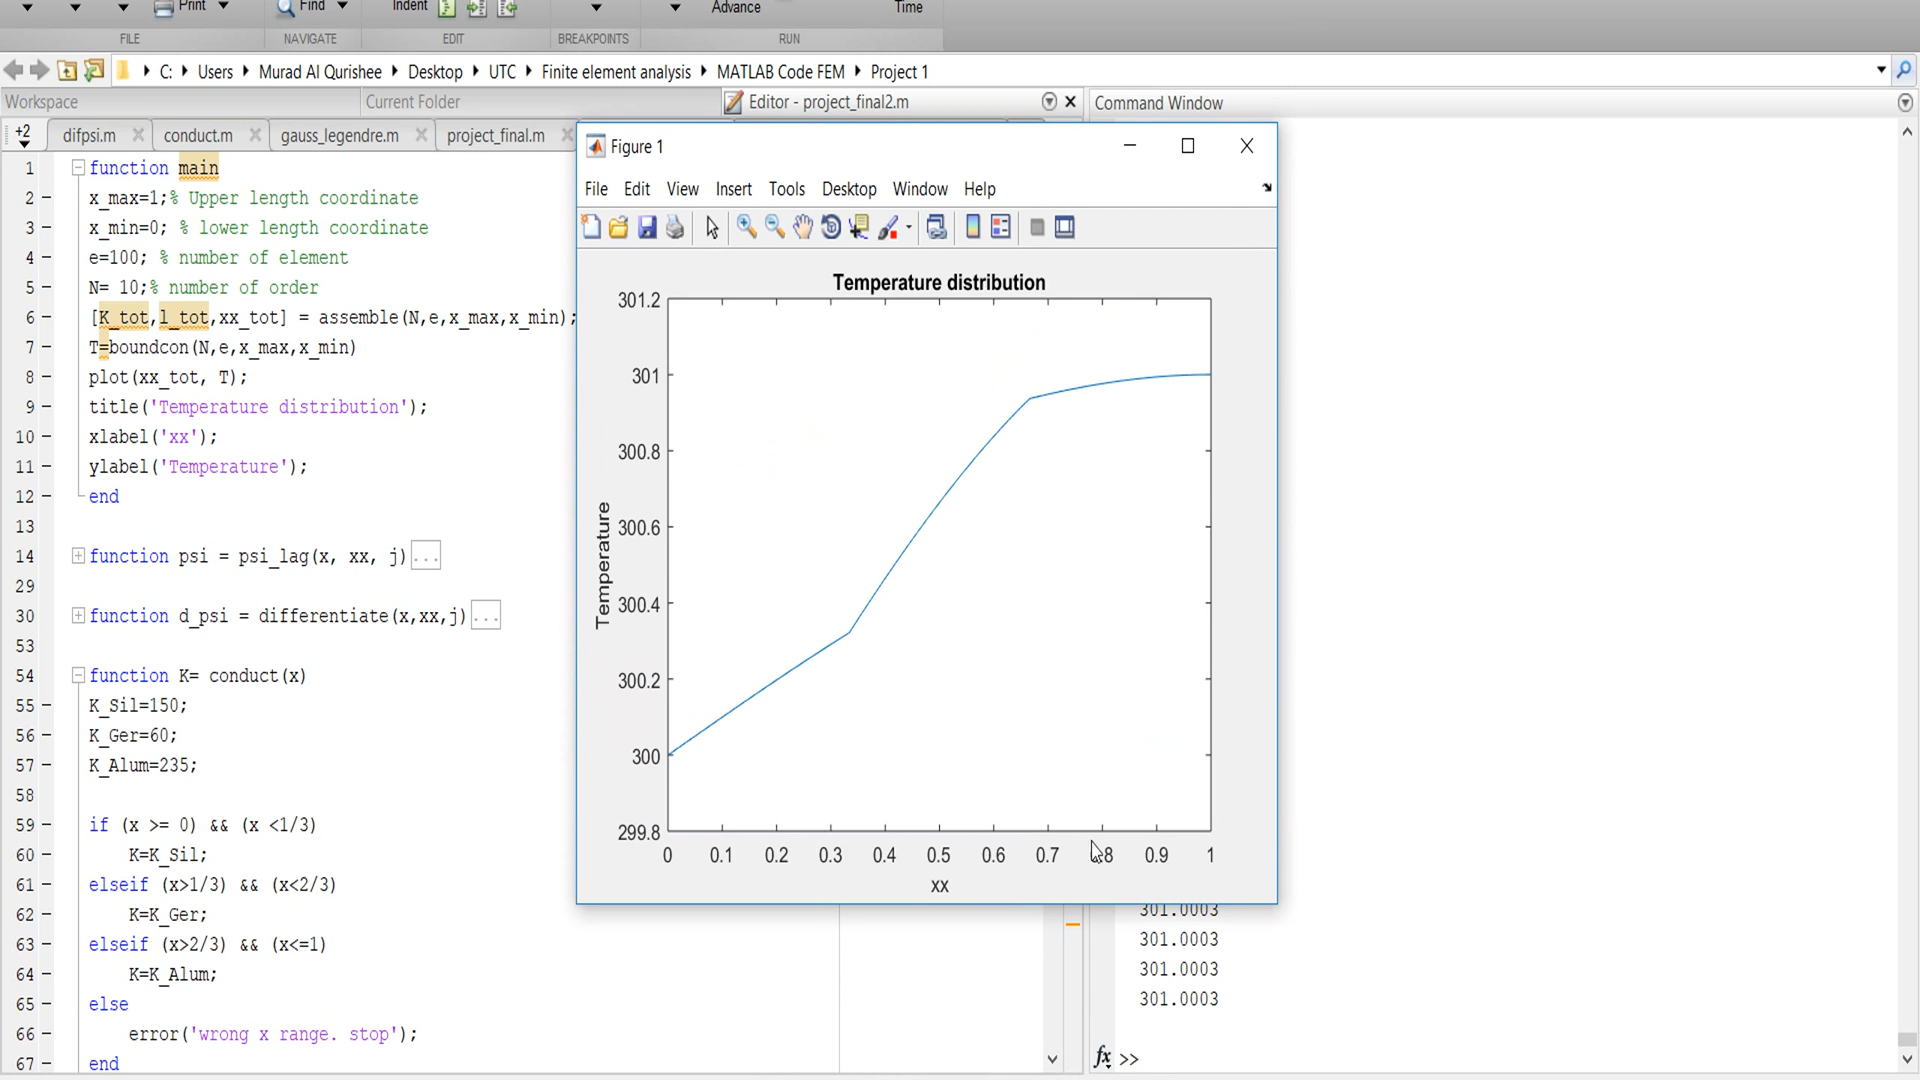 Print Find Indent Advance Time
FILE NAVIGATE EDIT BREAKPOINTS RUN
C: Users Murad Al Qurishee Desktop UTC Finite element analysis MATLAB Code FEM Project 1
Workspace Current Folder Editor - project_final2.m Command Window
+2 difpsi.m conduct.m gauss_legendre.m project_final.m
1 function main
2 x_max=1;% Upper length coordinate
3 x_min=0; % lower length coordinate
4 e=100; % number of element
5 N= 10;% number of order
6 [K_tot,l_tot,xx_tot] = assemble(N,e,x_max,x_min);
7 T=boundcon(N,e,x_max,x_min)
8 plot(xx_tot, T);
9 title('Temperature distribution');
10 xlabel('xx');
11 ylabel('Temperature');
12 end
13
14 function psi = psi_lag(x, xx, j)...
29
30 function d_psi = differentiate(x,xx,j)...
53
54 function K= conduct(x)
55 K_Sil=150;
56 K_Ger=60;
57 K_Alum=235;
58
59 if (x >= 0) && (x <1/3)
60 K=K_Sil;
61 elseif (x>1/3) && (x<2/3)
62 K=K_Ger;
63 elseif (x>2/3) && (x<=1)
64 K=K_Alum;
65 else
66 error('wrong x range. stop');
67 end
Figure 1
File Edit View Insert Tools Desktop Window Help
Temperature distribution
301.2
301
300.8
300.6
300.4
300.2
300
299.8
Temperature
0 0.1 0.2 0.3 0.4 0.5 0.6 0.7 0.8 0.9 1
xx
301.0003
301.0003
301.0003
301.0003
fx >>